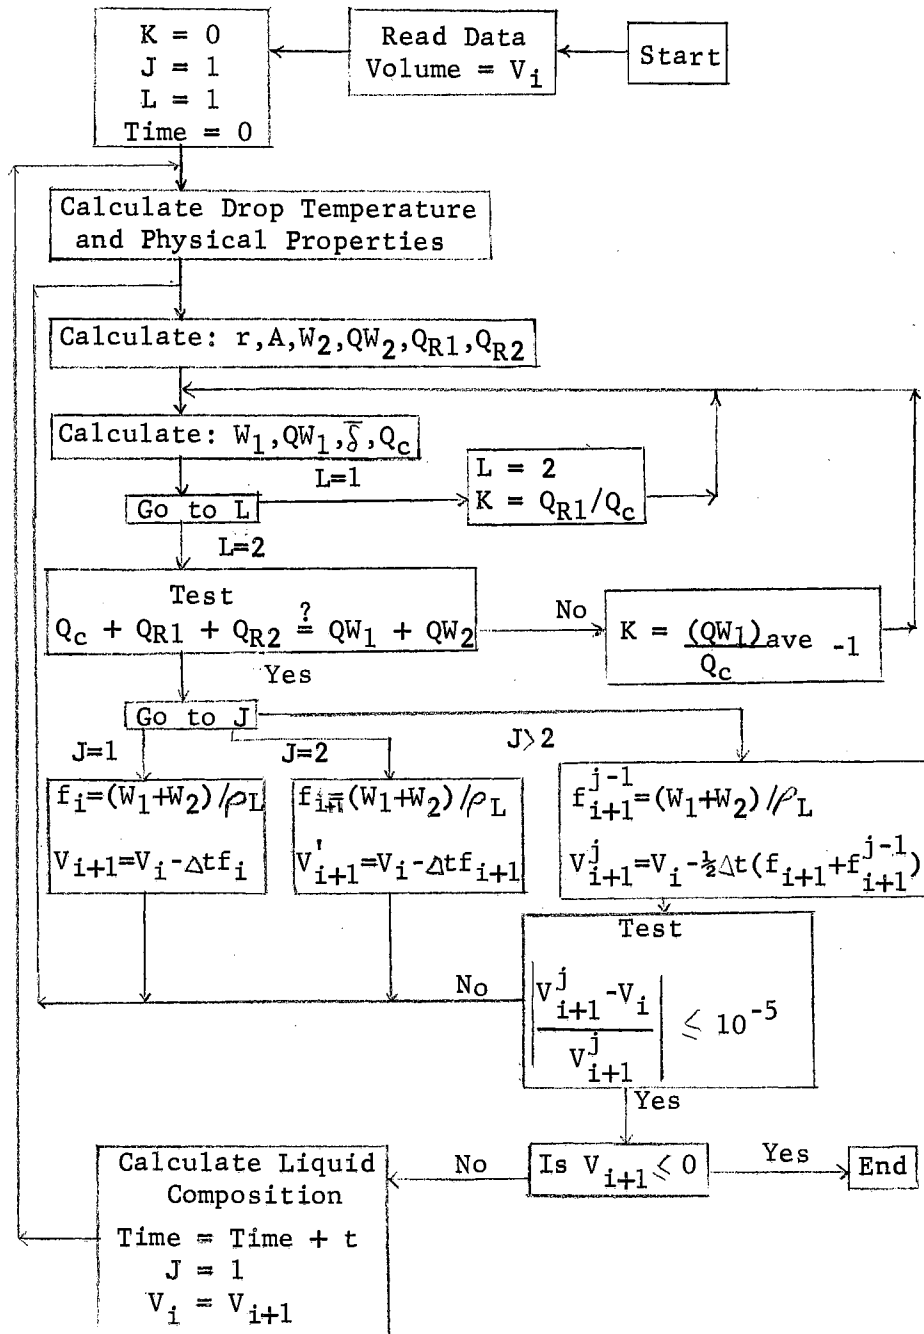 Start
Read Data
Volume = V_i
K = 0
J = 1
L = 1
Time = 0
Calculate Drop Temperature
and Physical Properties
Calculate: r,A,W_2,QW_2,Q_R1,Q_R2
Calculate: W_1,QW_1,δ̅,Q_c
L=1
Go to L
L = 2
K = Q_R1/Q_c
L=2
Test
Q_c + Q_R1 + Q_R2 ≟ QW_1 + QW_2
No
K = (QW_1)ave/Q_c -1
Yes
Go to J
J=1
J=2
J>2
f_i=(W_1+W_2)/ρ_L
V_i+1=V_i-Δtf_i
f_i+1=(W_1+W_2)/ρ_L
V'_i+1=V_i-Δtf_i+1
f^j-1_i+1=(W_1+W_2)/ρ_L
V^j_i+1=V_i-½Δt(f_i+1+f^j-1_i+1)
Test
|V^j_i+1-V_i / V^j_i+1| ⩽ 10^-5
No
Yes
Is V_i+1⩽0
Yes
End
No
Calculate Liquid
Composition
Time = Time + t
J = 1
V_i = V_i+1